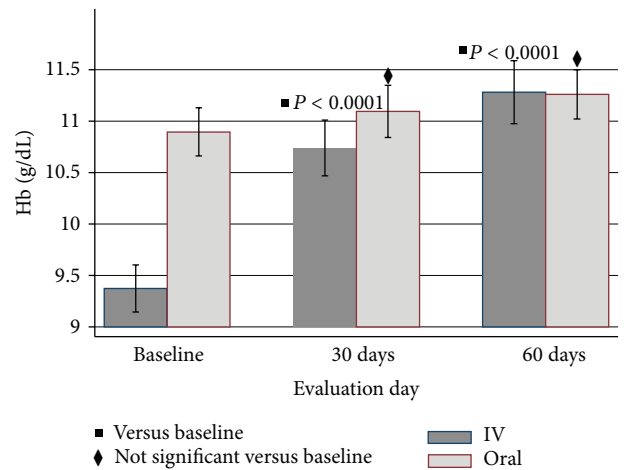 ■ P < 0.0001
11.5
■ P < 0.0001
11
Hb (g/dL)
10.5
10
9.5
9
Baseline
30 days
60 days
Evaluation day
■ Versus baseline
IV
♦ Not significant versus baseline
Oral